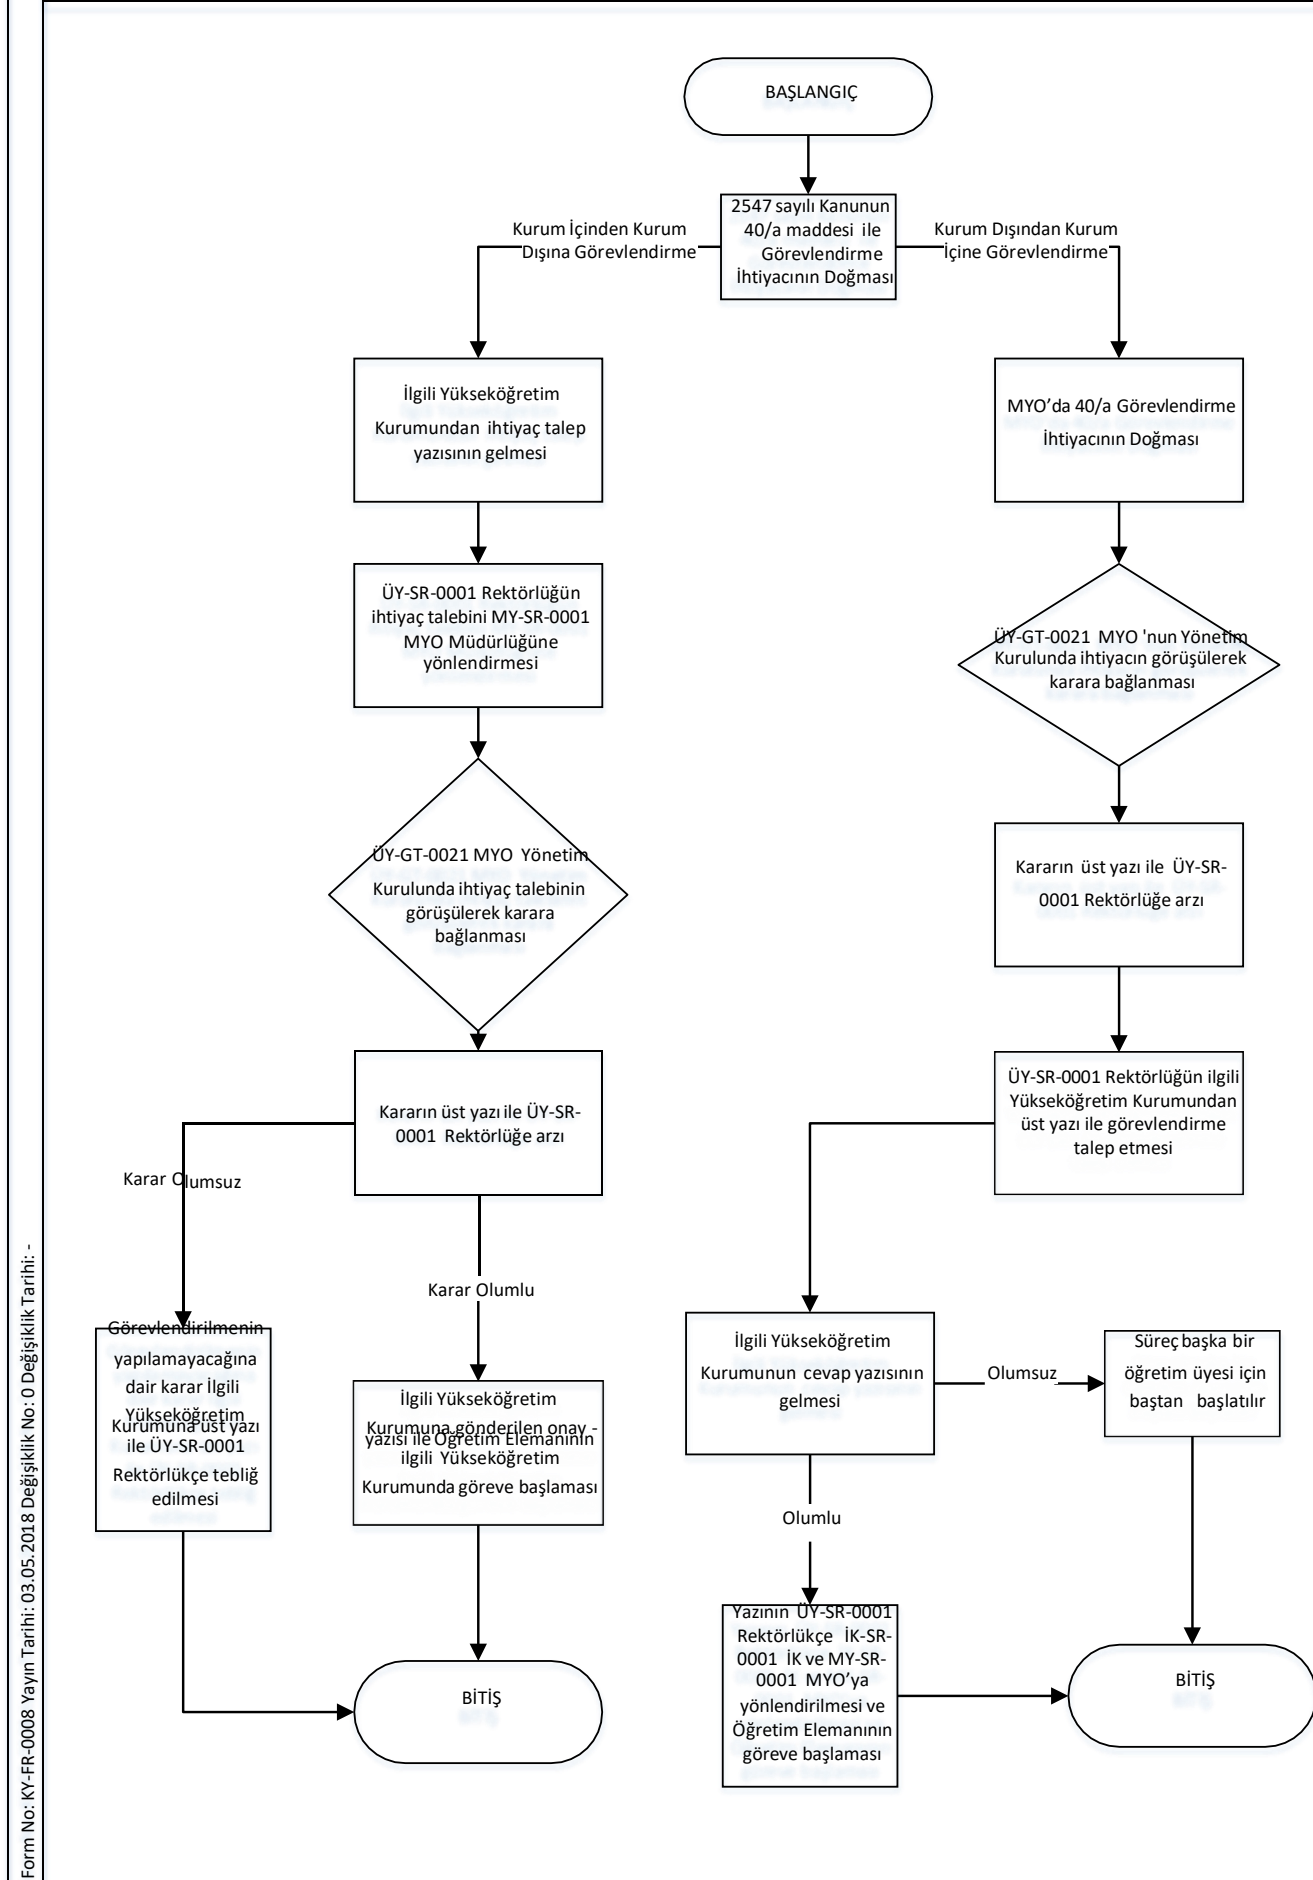 BAŞLANGIÇ
2547 sayılı Kanunun
40/a maddesi ile
Görevlendirme
İhtiyacının Doğması
Kurum İçinden Kurum
Dışına Görevlendirme
Kurum Dışından Kurum
İçine Görevlendirme
İlgili Yükseköğretim
Kurumundan ihtiyaç talep
yazısının gelmesi
MYO’da 40/a Görevlendirme
İhtiyacının Doğması
ÜY-SR-0001 Rektörlüğün
ihtiyaç talebini MY-SR-0001
MYO Müdürlüğüne
yönlendirmesi
ÜY-GT-0021 MYO 'nun Yönetim
Kurulunda ihtiyacın görüşülerek
karara bağlanması
ÜY-GT-0021 MYO Yönetim
Kurulunda ihtiyaç talebinin
görüşülerek karara
bağlanması
Kararın üst yazı ile ÜY-SR-
0001 Rektörlüğe arzı
Kararın üst yazı ile ÜY-SR-
0001 Rektörlüğe arzı
ÜY-SR-0001 Rektörlüğün ilgili
Yükseköğretim Kurumundan
üst yazı ile görevlendirme
talep etmesi
Karar Olumsuz
Karar Olumlu
Görevlendirilmenin
yapılamayacağına
dair karar İlgili
Yükseköğretim
Kurumuna üst yazı
ile ÜY-SR-0001
Rektörlükçe tebliğ
edilmesi
İlgili Yükseköğretim
Kurumuna gönderilen onay -
yazısı ile Öğretim Elemanının
ilgili Yükseköğretim
Kurumunda göreve başlaması
İlgili Yükseköğretim
Kurumunun cevap yazısının
gelmesi
Olumsuz
Süreç başka bir
öğretim üyesi için
baştan başlatılır
Olumlu
Yazının ÜY-SR-0001
Rektörlükçe İK-SR-
0001 İK ve MY-SR-
0001 MYO’ya
yönlendirilmesi ve
Öğretim Elemanının
göreve başlaması
BİTİŞ
BİTİŞ
Form No: KY-FR-0008 Yayın Tarihi: 03.05.2018 Değişiklik No: 0 Değişiklik Tarihi: -